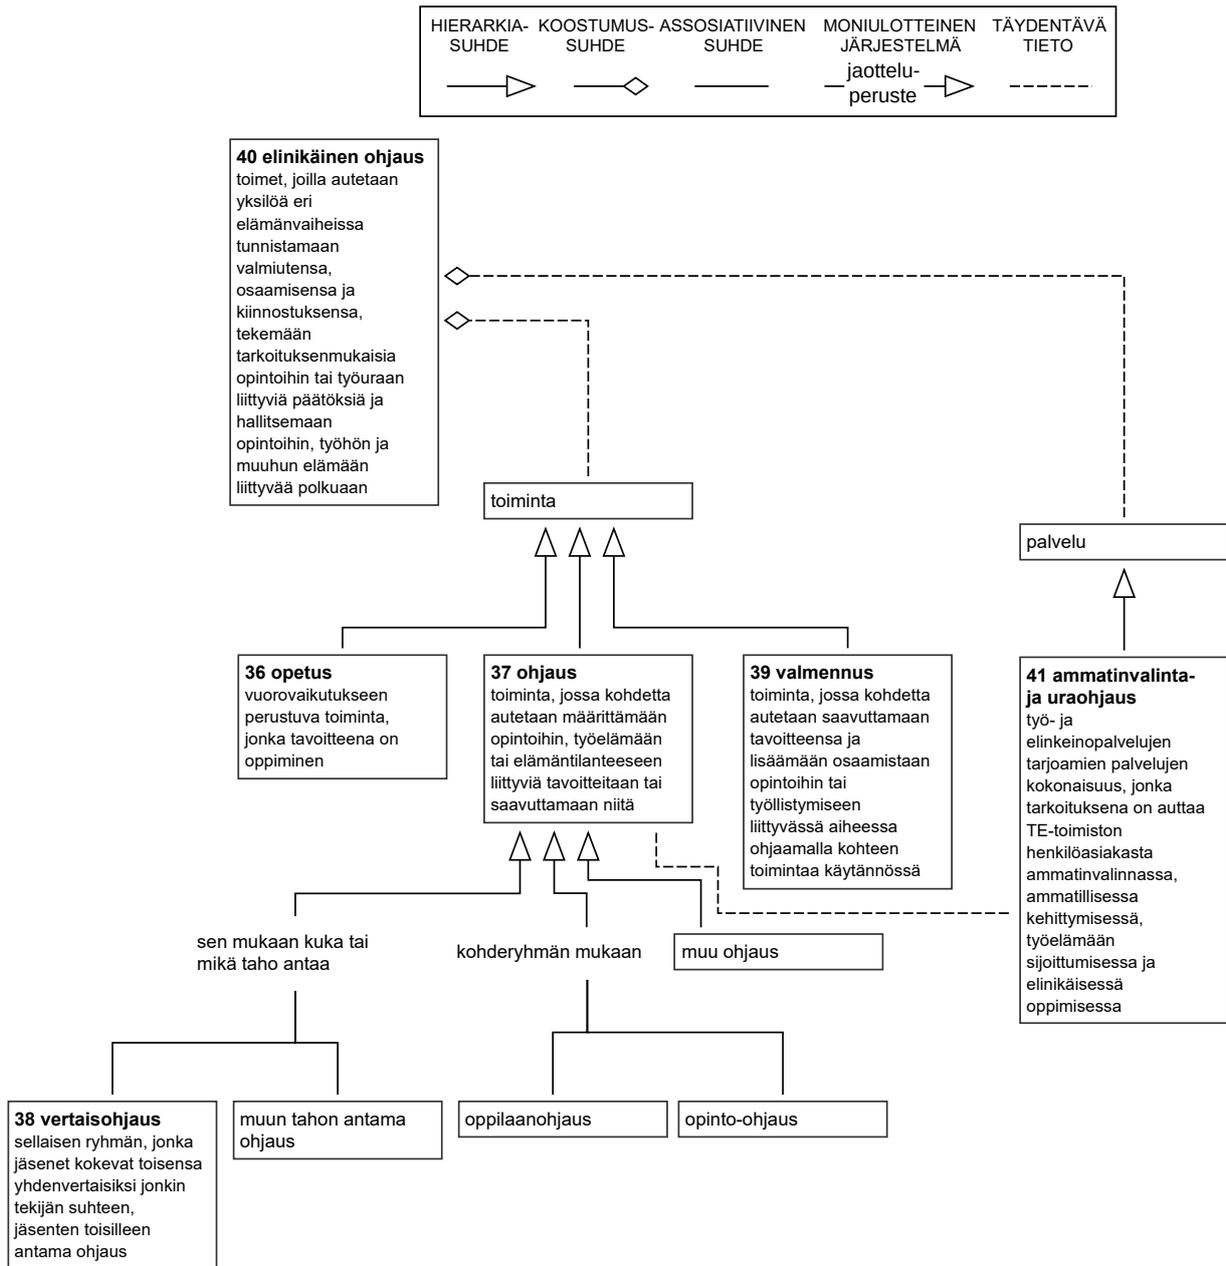 HIERARKIA-
SUHDE
KOOSTUMUS-
SUHDE
ASSOSIATIIVINEN
SUHDE
MONIULOTTEINEN
JÄRJESTELMÄ
jaottelu-
peruste
TÄYDENTÄVÄ
TIETO
40 elinikäinen ohjaus
toimet, joilla autetaan
yksilöä eri
elämänvaiheissa
tunnistamaan
valmiutensa,
osaamisensa ja
kiinnostuksensa,
tekemään
tarkoituksenmukaisia
opintoihin tai työuraan
liittyviä päätöksiä ja
hallitsemaan
opintoihin, työhön ja
muuhun elämään
liittyvää polkuaan
toiminta
palvelu
36 opetus
vuorovaikutukseen
perustuva toiminta,
jonka tavoitteena on
oppiminen
37 ohjaus
toiminta, jossa kohdetta
autetaan määrittämään
opintoihin, työelämään
tai elämäntilanteeseen
liittyviä tavoitteitaan tai
saavuttamaan niitä
39 valmennus
toiminta, jossa kohdetta
autetaan saavuttamaan
tavoitteensa ja
lisäämään osaamistaan
opintoihin tai
työllistymiseen
liittyvässä aiheessa
ohjaamalla kohteen
toimintaa käytännössä
41 ammatinvalinta-
ja uraohjaus
työ- ja
elinkeinopalvelujen
tarjoamien palvelujen
kokonaisuus, jonka
tarkoituksena on auttaa
TE-toimiston
henkilöasiakasta
ammatinvalinnassa,
ammatillisessa
kehittymisessä,
työelämään
sijoittumisessa ja
elinikäisessä
oppimisessa
sen mukaan kuka tai
mikä taho antaa
kohderyhmän mukaan
muu ohjaus
38 vertaisohjaus
sellaisen ryhmän, jonka
jäsenet kokevat toisensa
yhdenvertaisiksi jonkin
tekijän suhteen,
jäsenten toisilleen
antama ohjaus
muun tahon antama
ohjaus
oppilaanohjaus
opinto-ohjaus